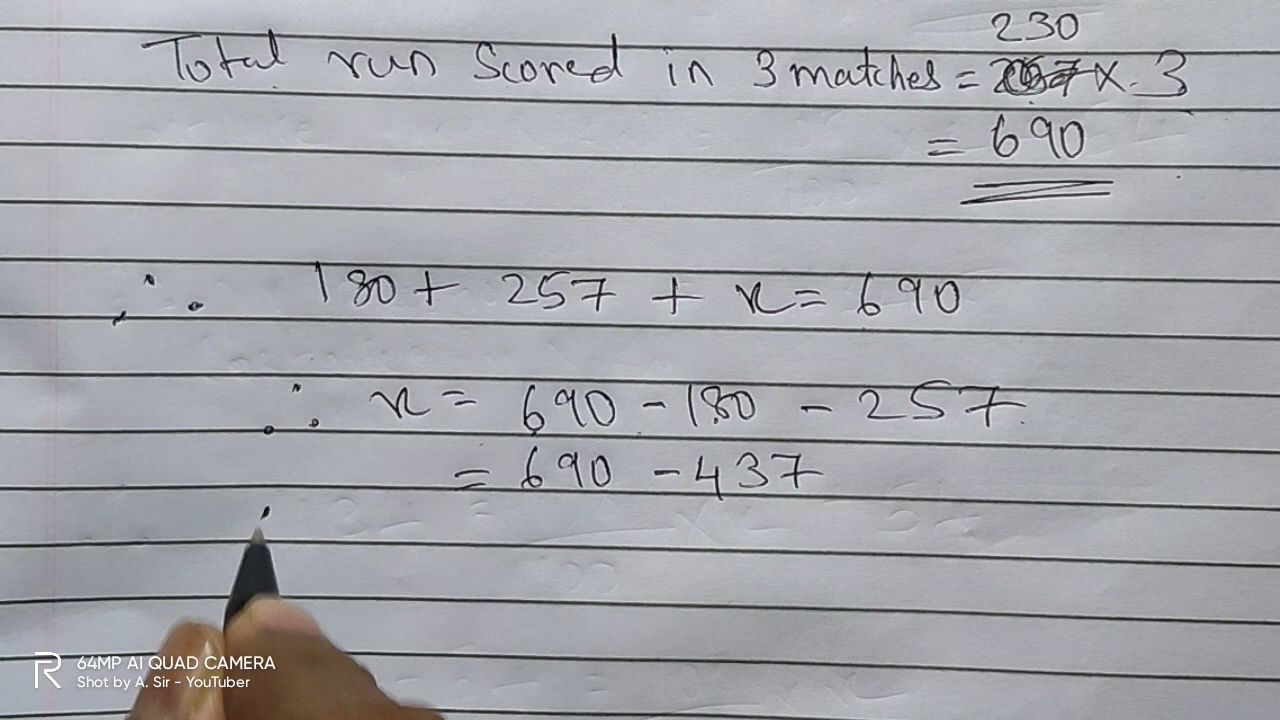 230
Total run Scored in 3 matches = × 3
= 690
∴ 180 + 257 + x = 690
∴ x = 690 - 180 - 257
= 690 - 437
64MP AI QUAD CAMERA
Shot by A. Sir - YouTuber